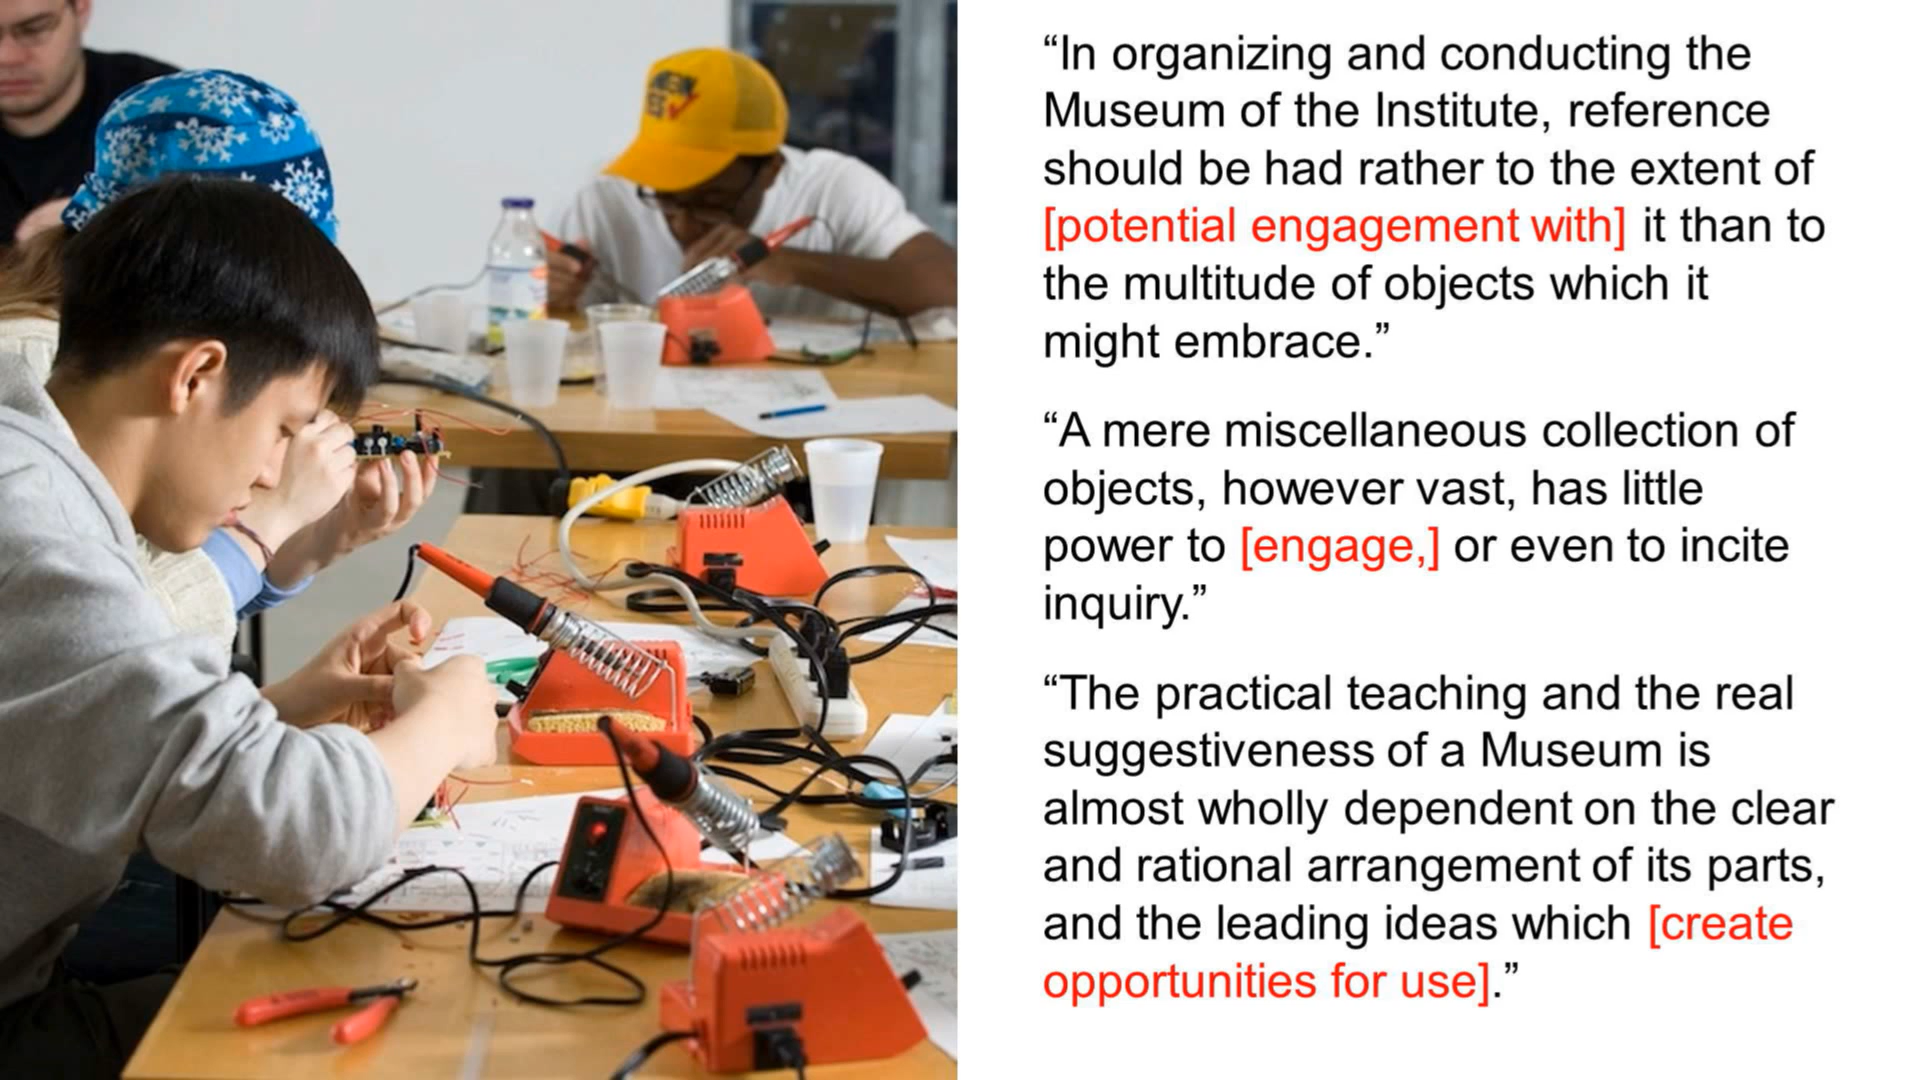 “In organizing and conducting the
Museum of the Institute, reference
should be had rather to the extent of
[potential engagement with] it than to
the multitude of objects which it
might embrace.”
“A mere miscellaneous collection of
objects, however vast, has little
power to [engage,] or even to incite
inquiry.”
“The practical teaching and the real
suggestiveness of a Museum is
almost wholly dependent on the clear
and rational arrangement of its parts,
and the leading ideas which [create
opportunities for use].”